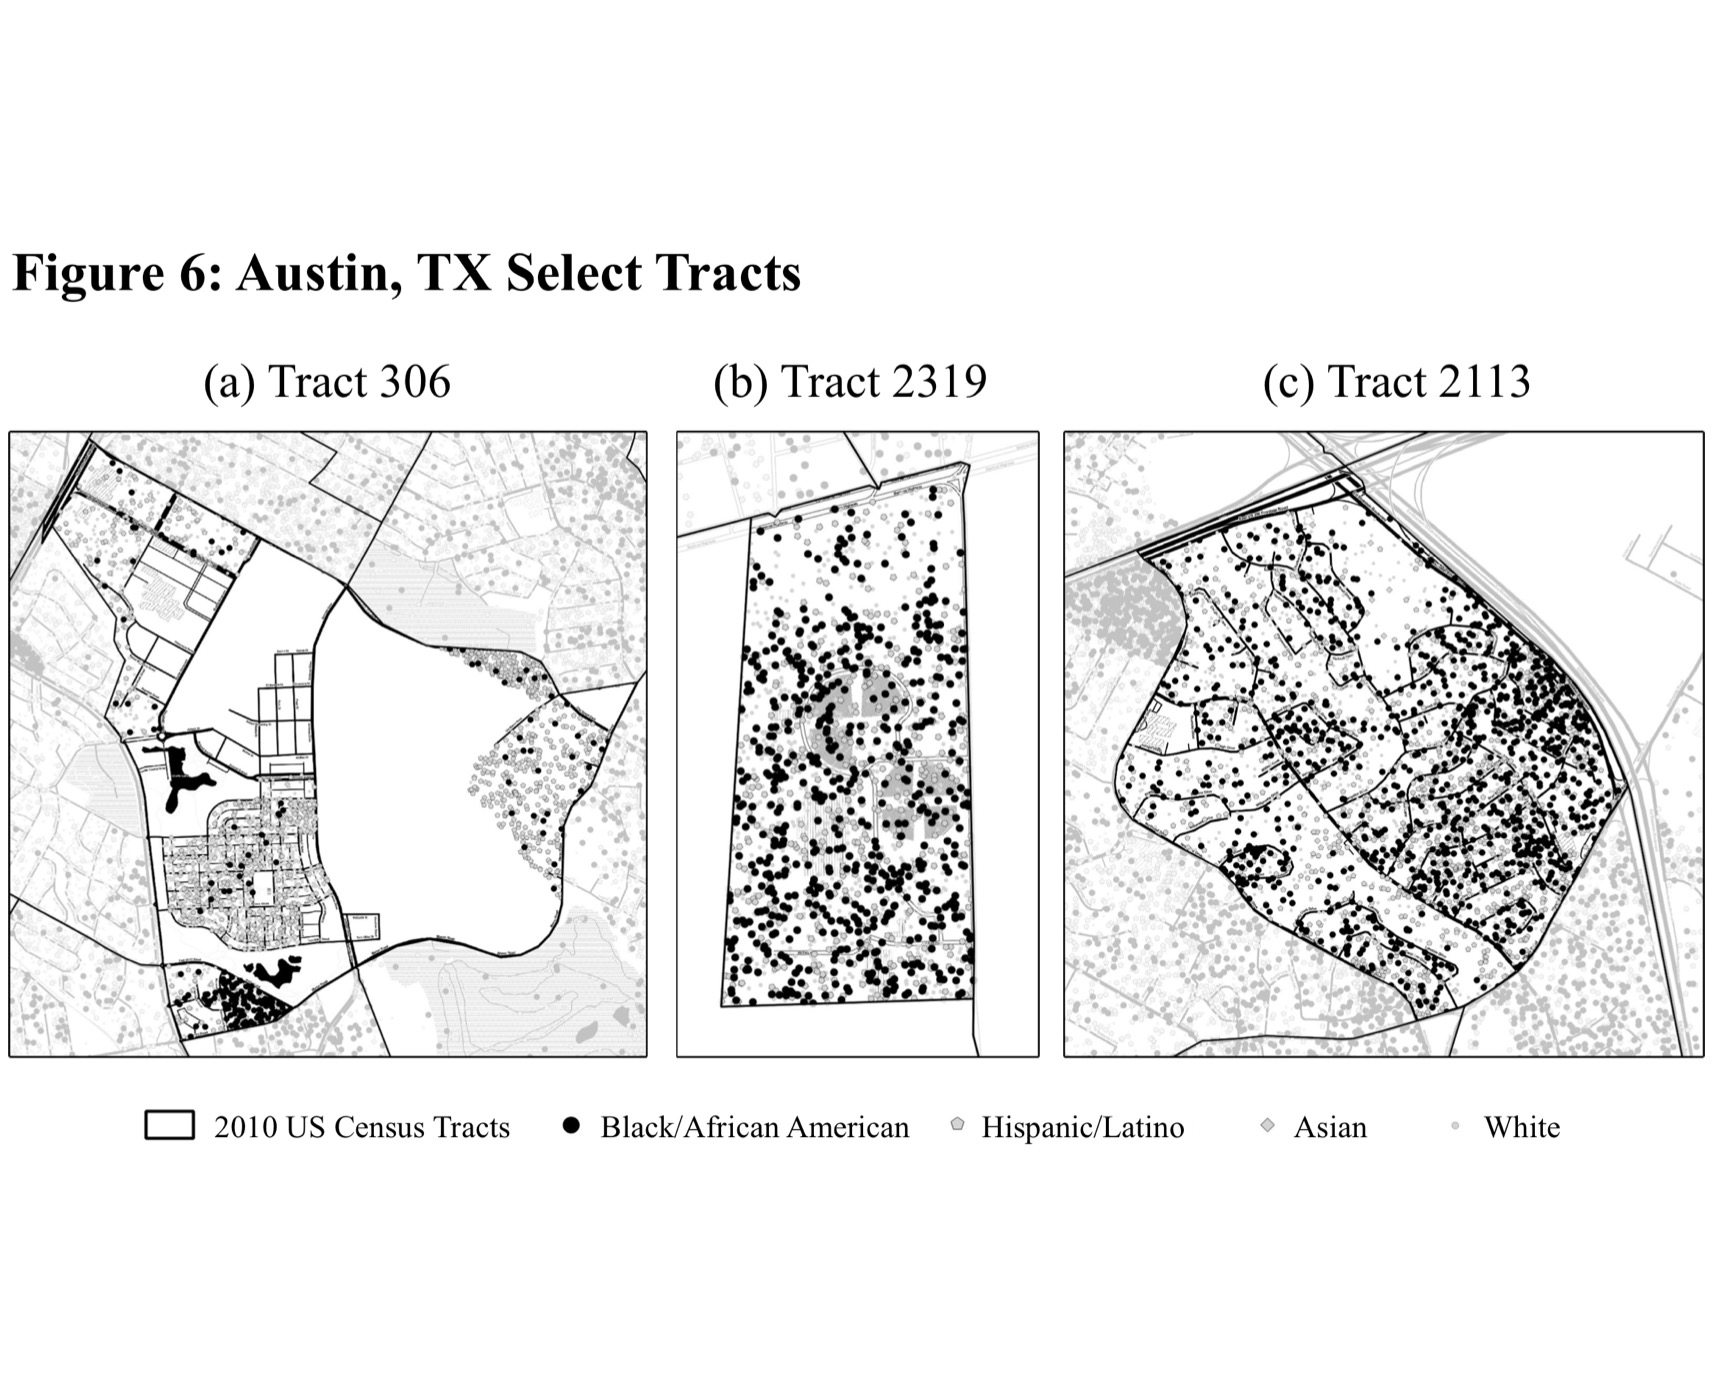 Figure 6: Austin, TX Select Tracts
(a) Tract 306
(b) Tract 2319
(c) Tract 2113
2010 US Census Tracts
Black/African American
Hispanic/Latino
Asian
White